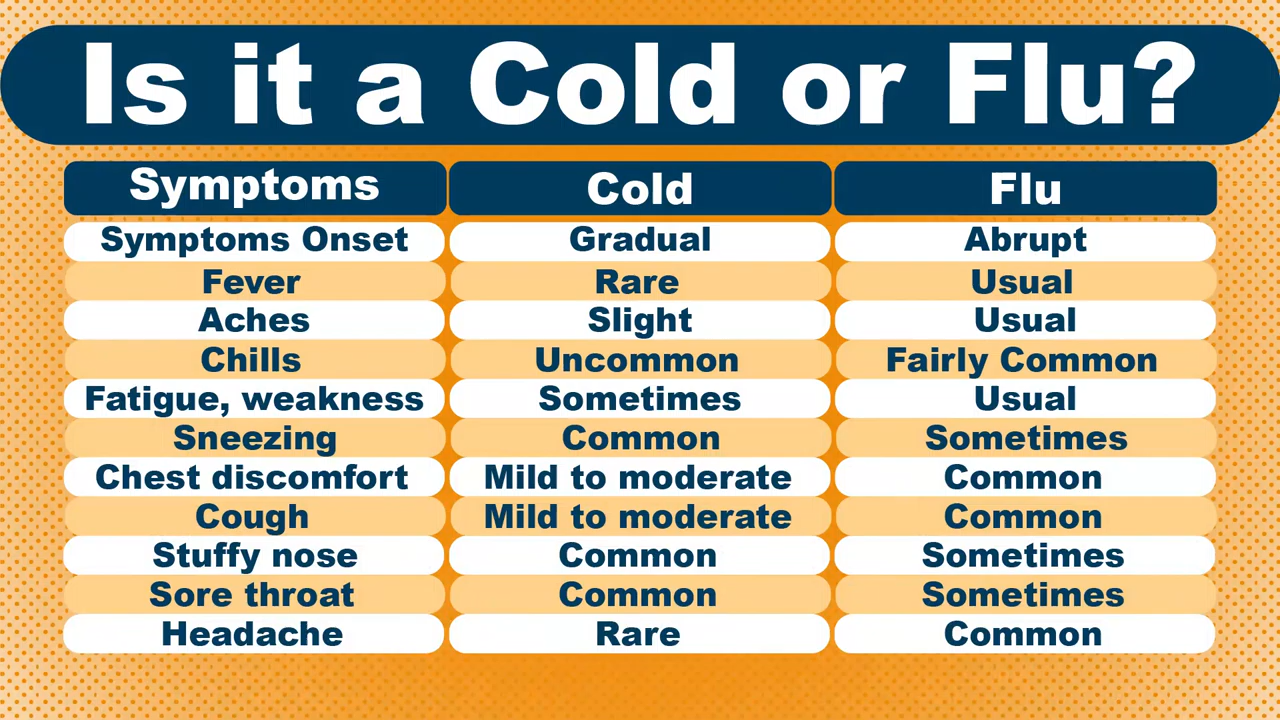 Is it a Cold or Flu?
Symptoms Cold Flu
Symptoms Onset Gradual Abrupt
Fever Rare Usual
Aches Slight Usual
Chills Uncommon Fairly Common
Fatigue, weakness Sometimes Usual
Sneezing Common Sometimes
Chest discomfort Mild to moderate Common
Cough Mild to moderate Common
Stuffy nose Common Sometimes
Sore throat Common Sometimes
Headache Rare Common